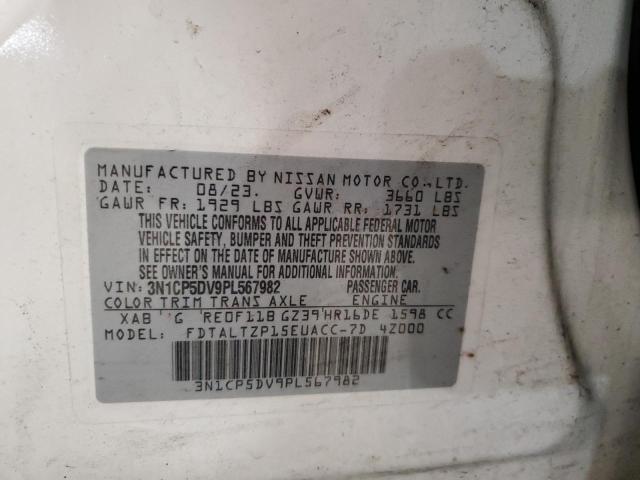 MANUFACTURED BY NISSAN MOTOR CO.,LTD.
DATE: 08/23. GVWR: 3660 LBS
GAWR FR: 1929 LBS GAWR RR: 1731 LBS
THIS VEHICLE CONFORMS TO ALL APPLICABLE FEDERAL MOTOR
VEHICLE SAFETY, BUMPER AND THEFT PREVENTION STANDARDS
IN EFFECT ON THE DATE OF MANUFACTURE SHOWN ABOVE.
SEE OWNER'S MANUAL FOR ADDITIONAL INFORMATION.
VIN: 3N1CP5DV9PL567982 PASSENGER CAR.
COLOR TRIM TRANS AXLE ENGINE
XAB G RE0F11B GZ39 HR16DE 1598 CC
MODEL: FDTALTZP15EUACC-7D 4Z000
3N1CP5DV9PL567982